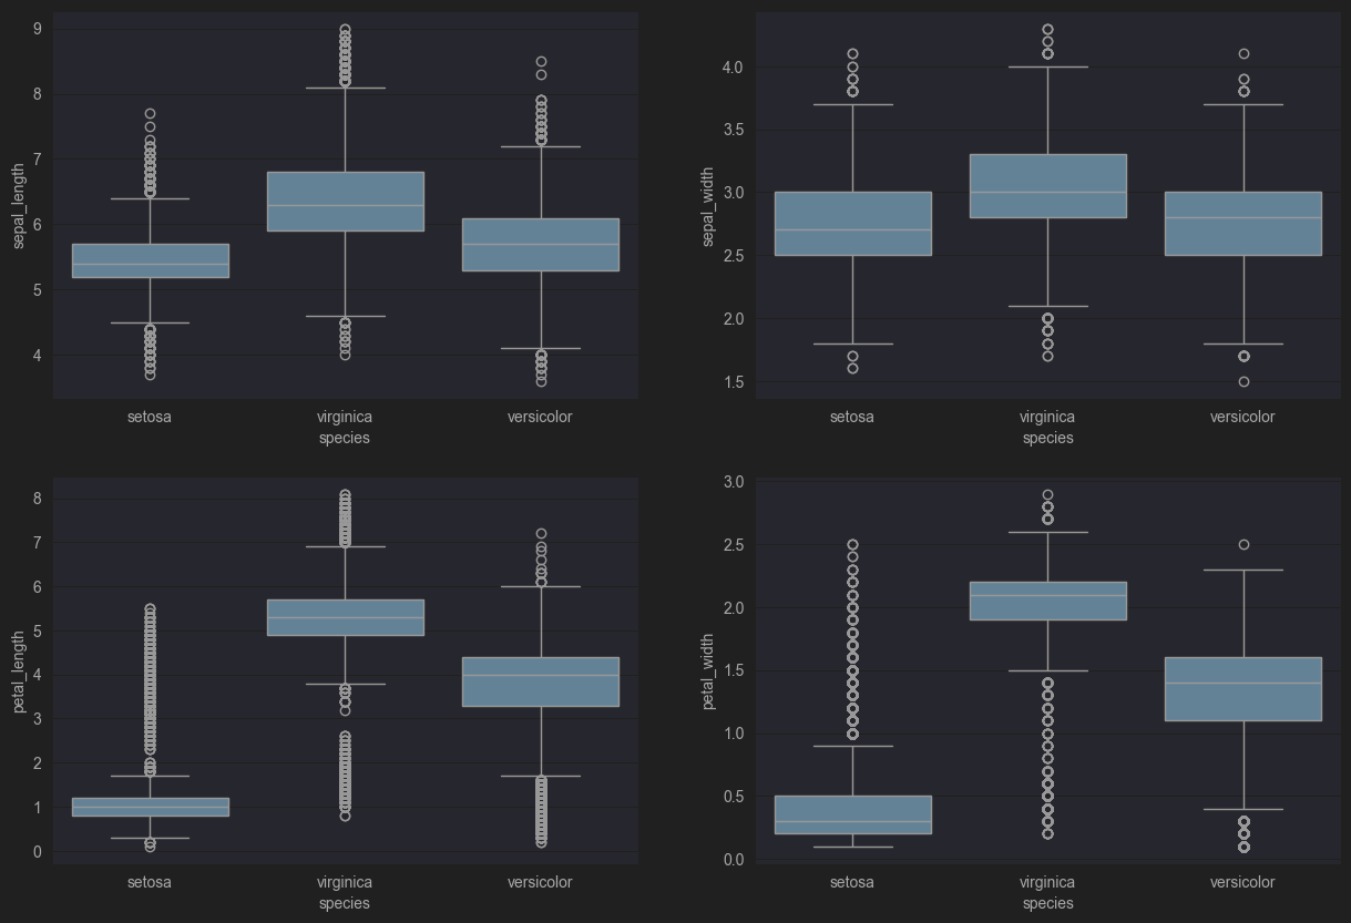 9
8
7
6
5
4
sepal_length
setosa virginica versicolor
species
4.0
3.5
3.0
2.5
2.0
1.5
sepal_width
setosa virginica versicolor
species
8
7
6
5
4
3
2
1
0
petal_length
setosa virginica versicolor
species
3.0
2.5
2.0
1.5
1.0
0.5
0.0
petal_width
setosa virginica versicolor
species